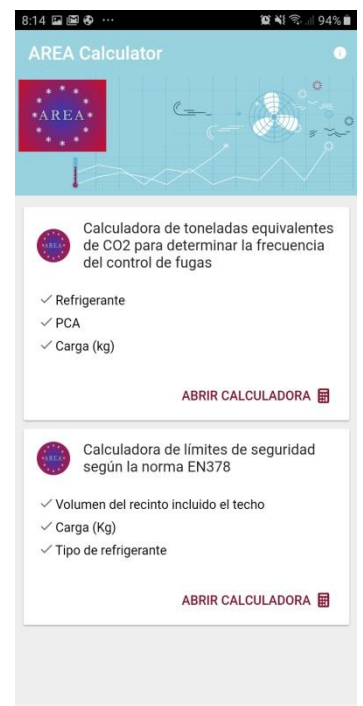 8:14 94%
AREA Calculator
AREA
Calculadora de toneladas equivalentes
de CO2 para determinar la frecuencia
del control de fugas
Refrigerante
PCA
Carga (kg)
ABRIR CALCULADORA
Calculadora de límites de seguridad
según la norma EN378
Volumen del recinto incluido el techo
Carga (Kg)
Tipo de refrigerante
ABRIR CALCULADORA